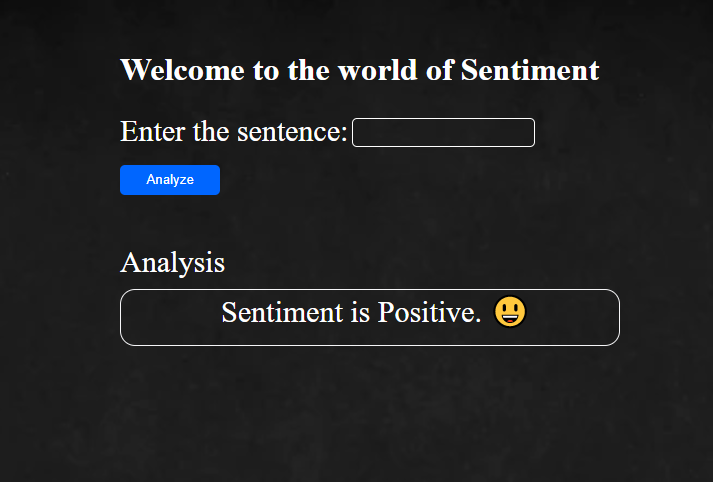 Welcome to the world of Sentiment
Enter the sentence:
Analyze
Analysis
Sentiment is Positive. 😃